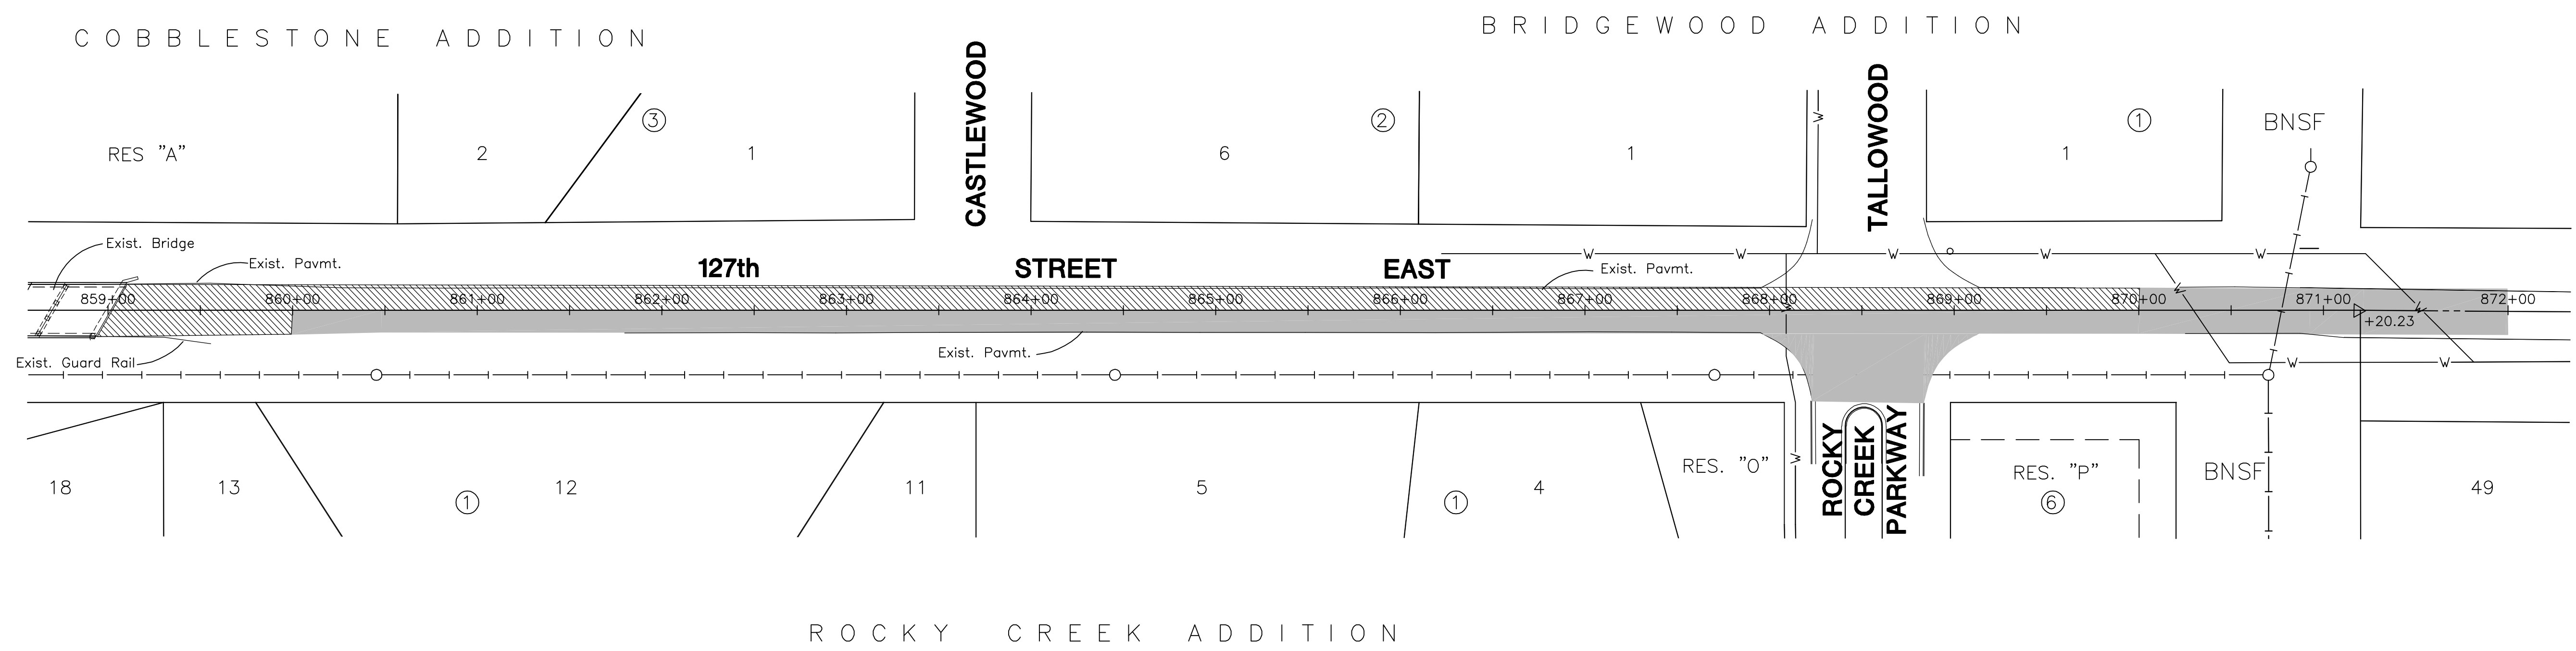 COBBLESTONE ADDITION
BRIDGEWOOD ADDITION
CASTLEWOOD
TALLOWOOD
3
2
1
BNSF
RES "A"
2
1
6
1
1
Exist. Bridge
Exist. Pavmt.
127th STREET EAST
Exist. Pavmt.
W W W W W W
859+00 860+00 861+00 862+00 863+00 864+00 865+00 866+00 867+00 868+00 869+00 870+00 871+00 872+00
+20.23
Exist. Pavmt.
Exist. Guard Rail
W W
18
13
1
12
11
5
1
4
RES. "O"
W
ROCKY
CREEK
PARKWAY
RES. "P"
6
BNSF
49
ROCKY CREEK ADDITION